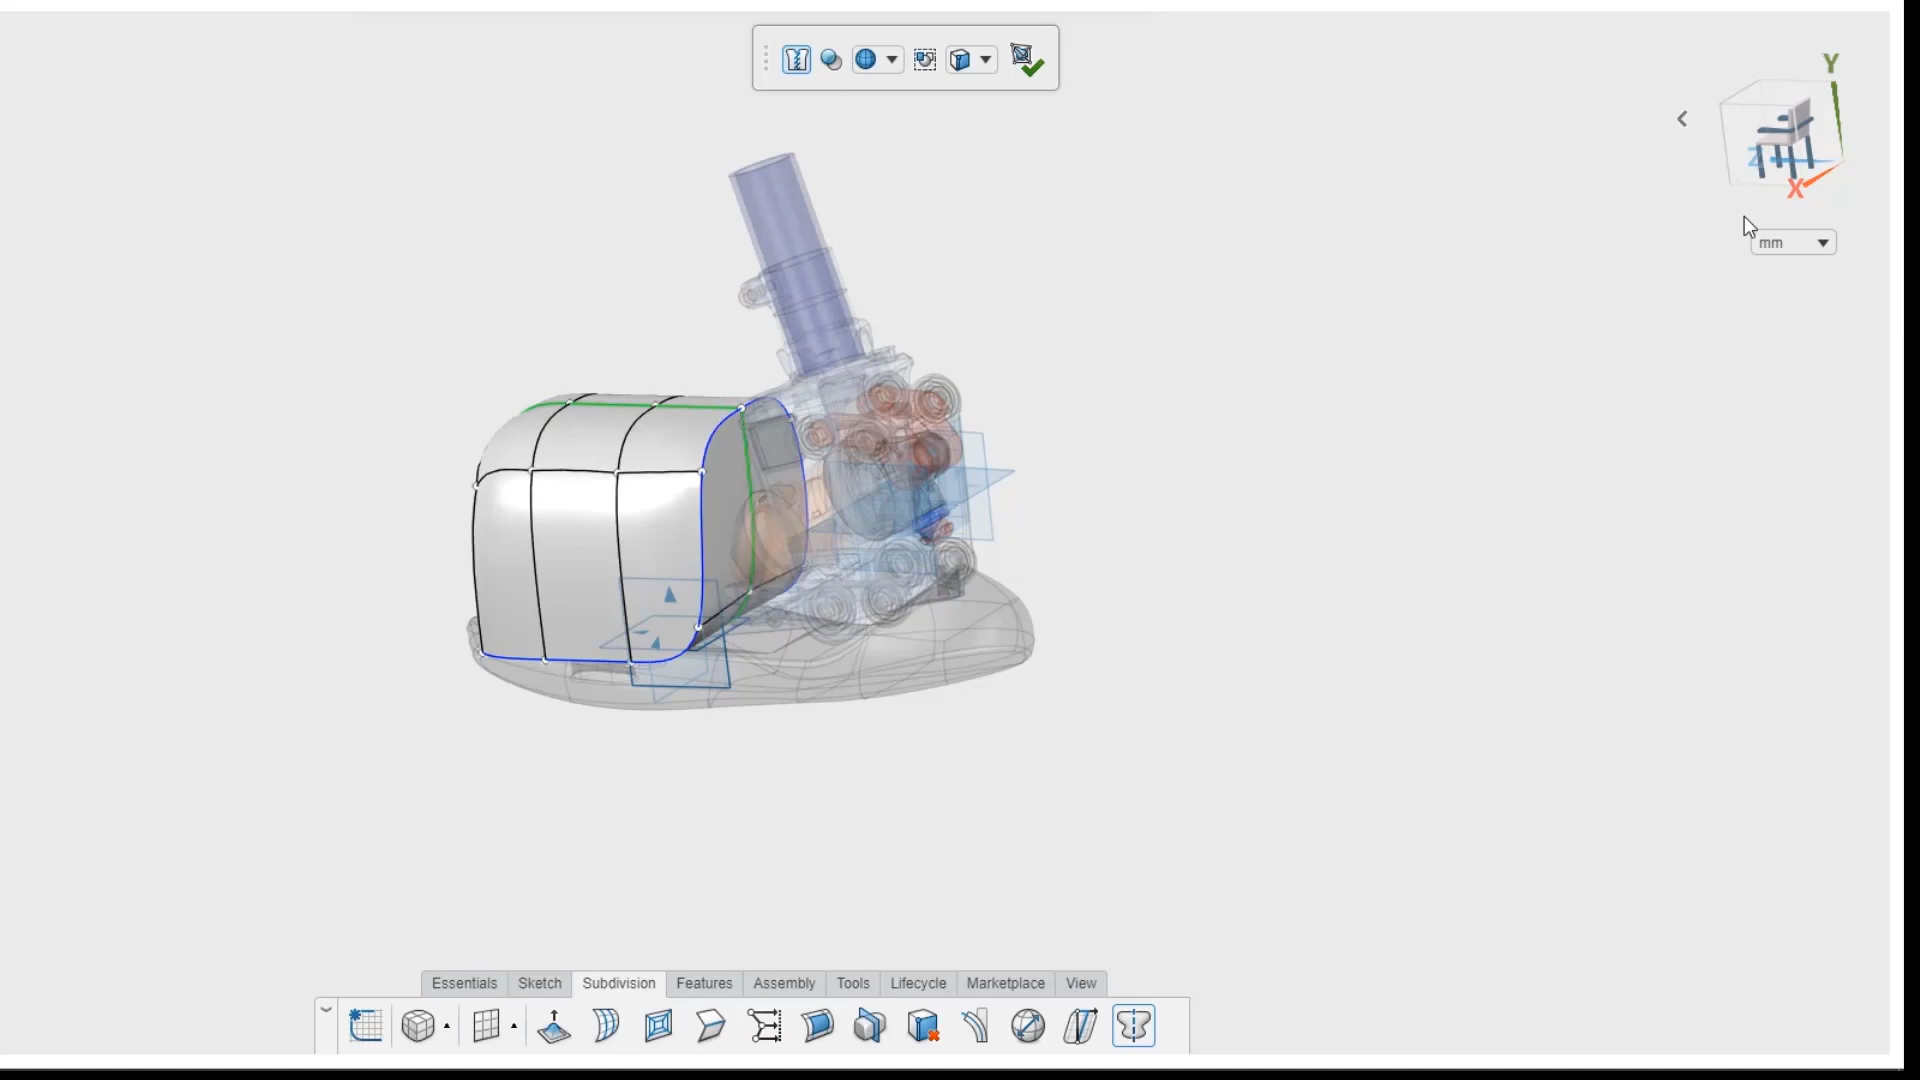 Y
Z
X
mm
Essentials Sketch Subdivision Features Assembly Tools Lifecycle Marketplace View